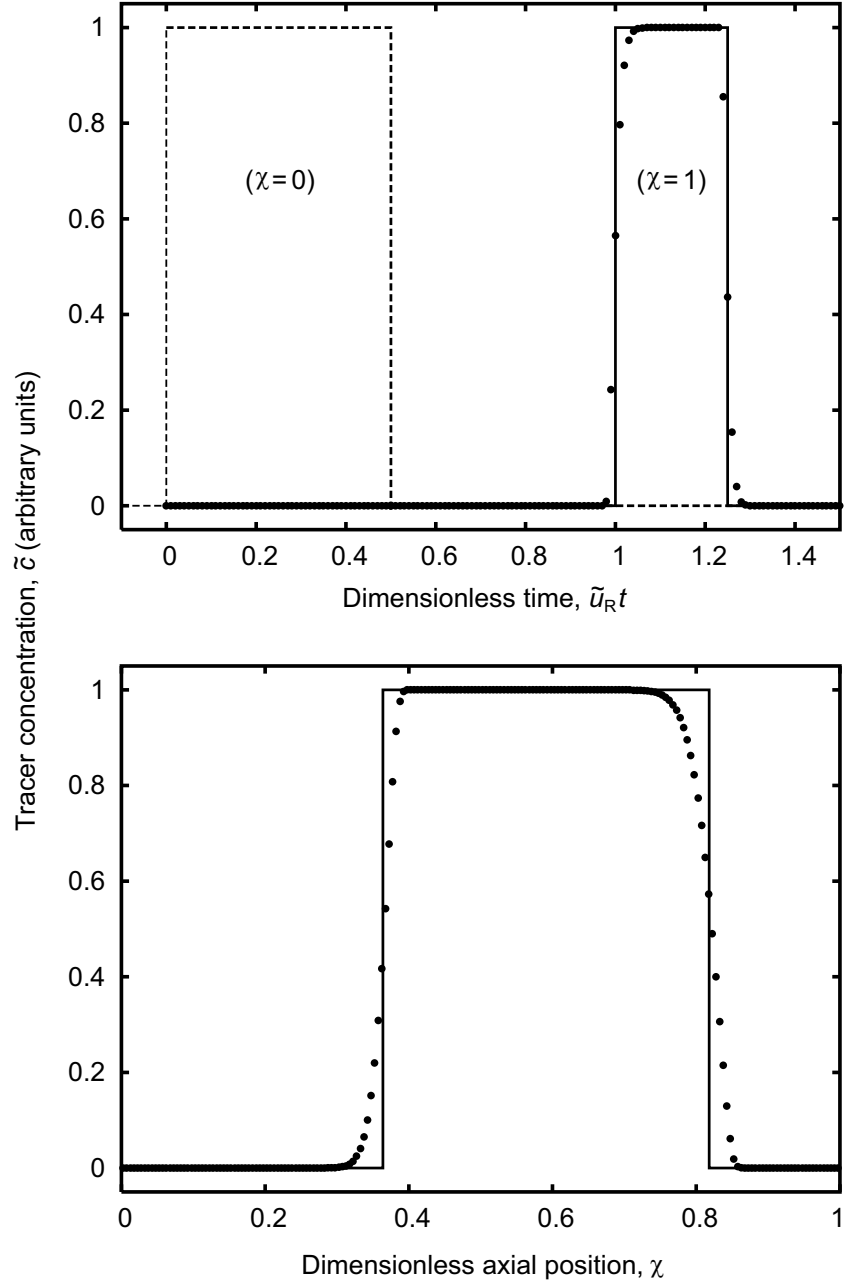 1
0.8
0.6
0.4
0.2
0
(χ=0)
(χ=1)
0 0.2 0.4 0.6 0.8 1 1.2 1.4
Dimensionless time, ũ_R t
Tracer concentration, c̃ (arbitrary units)
1
0.8
0.6
0.4
0.2
0
0 0.2 0.4 0.6 0.8 1
Dimensionless axial position, χ